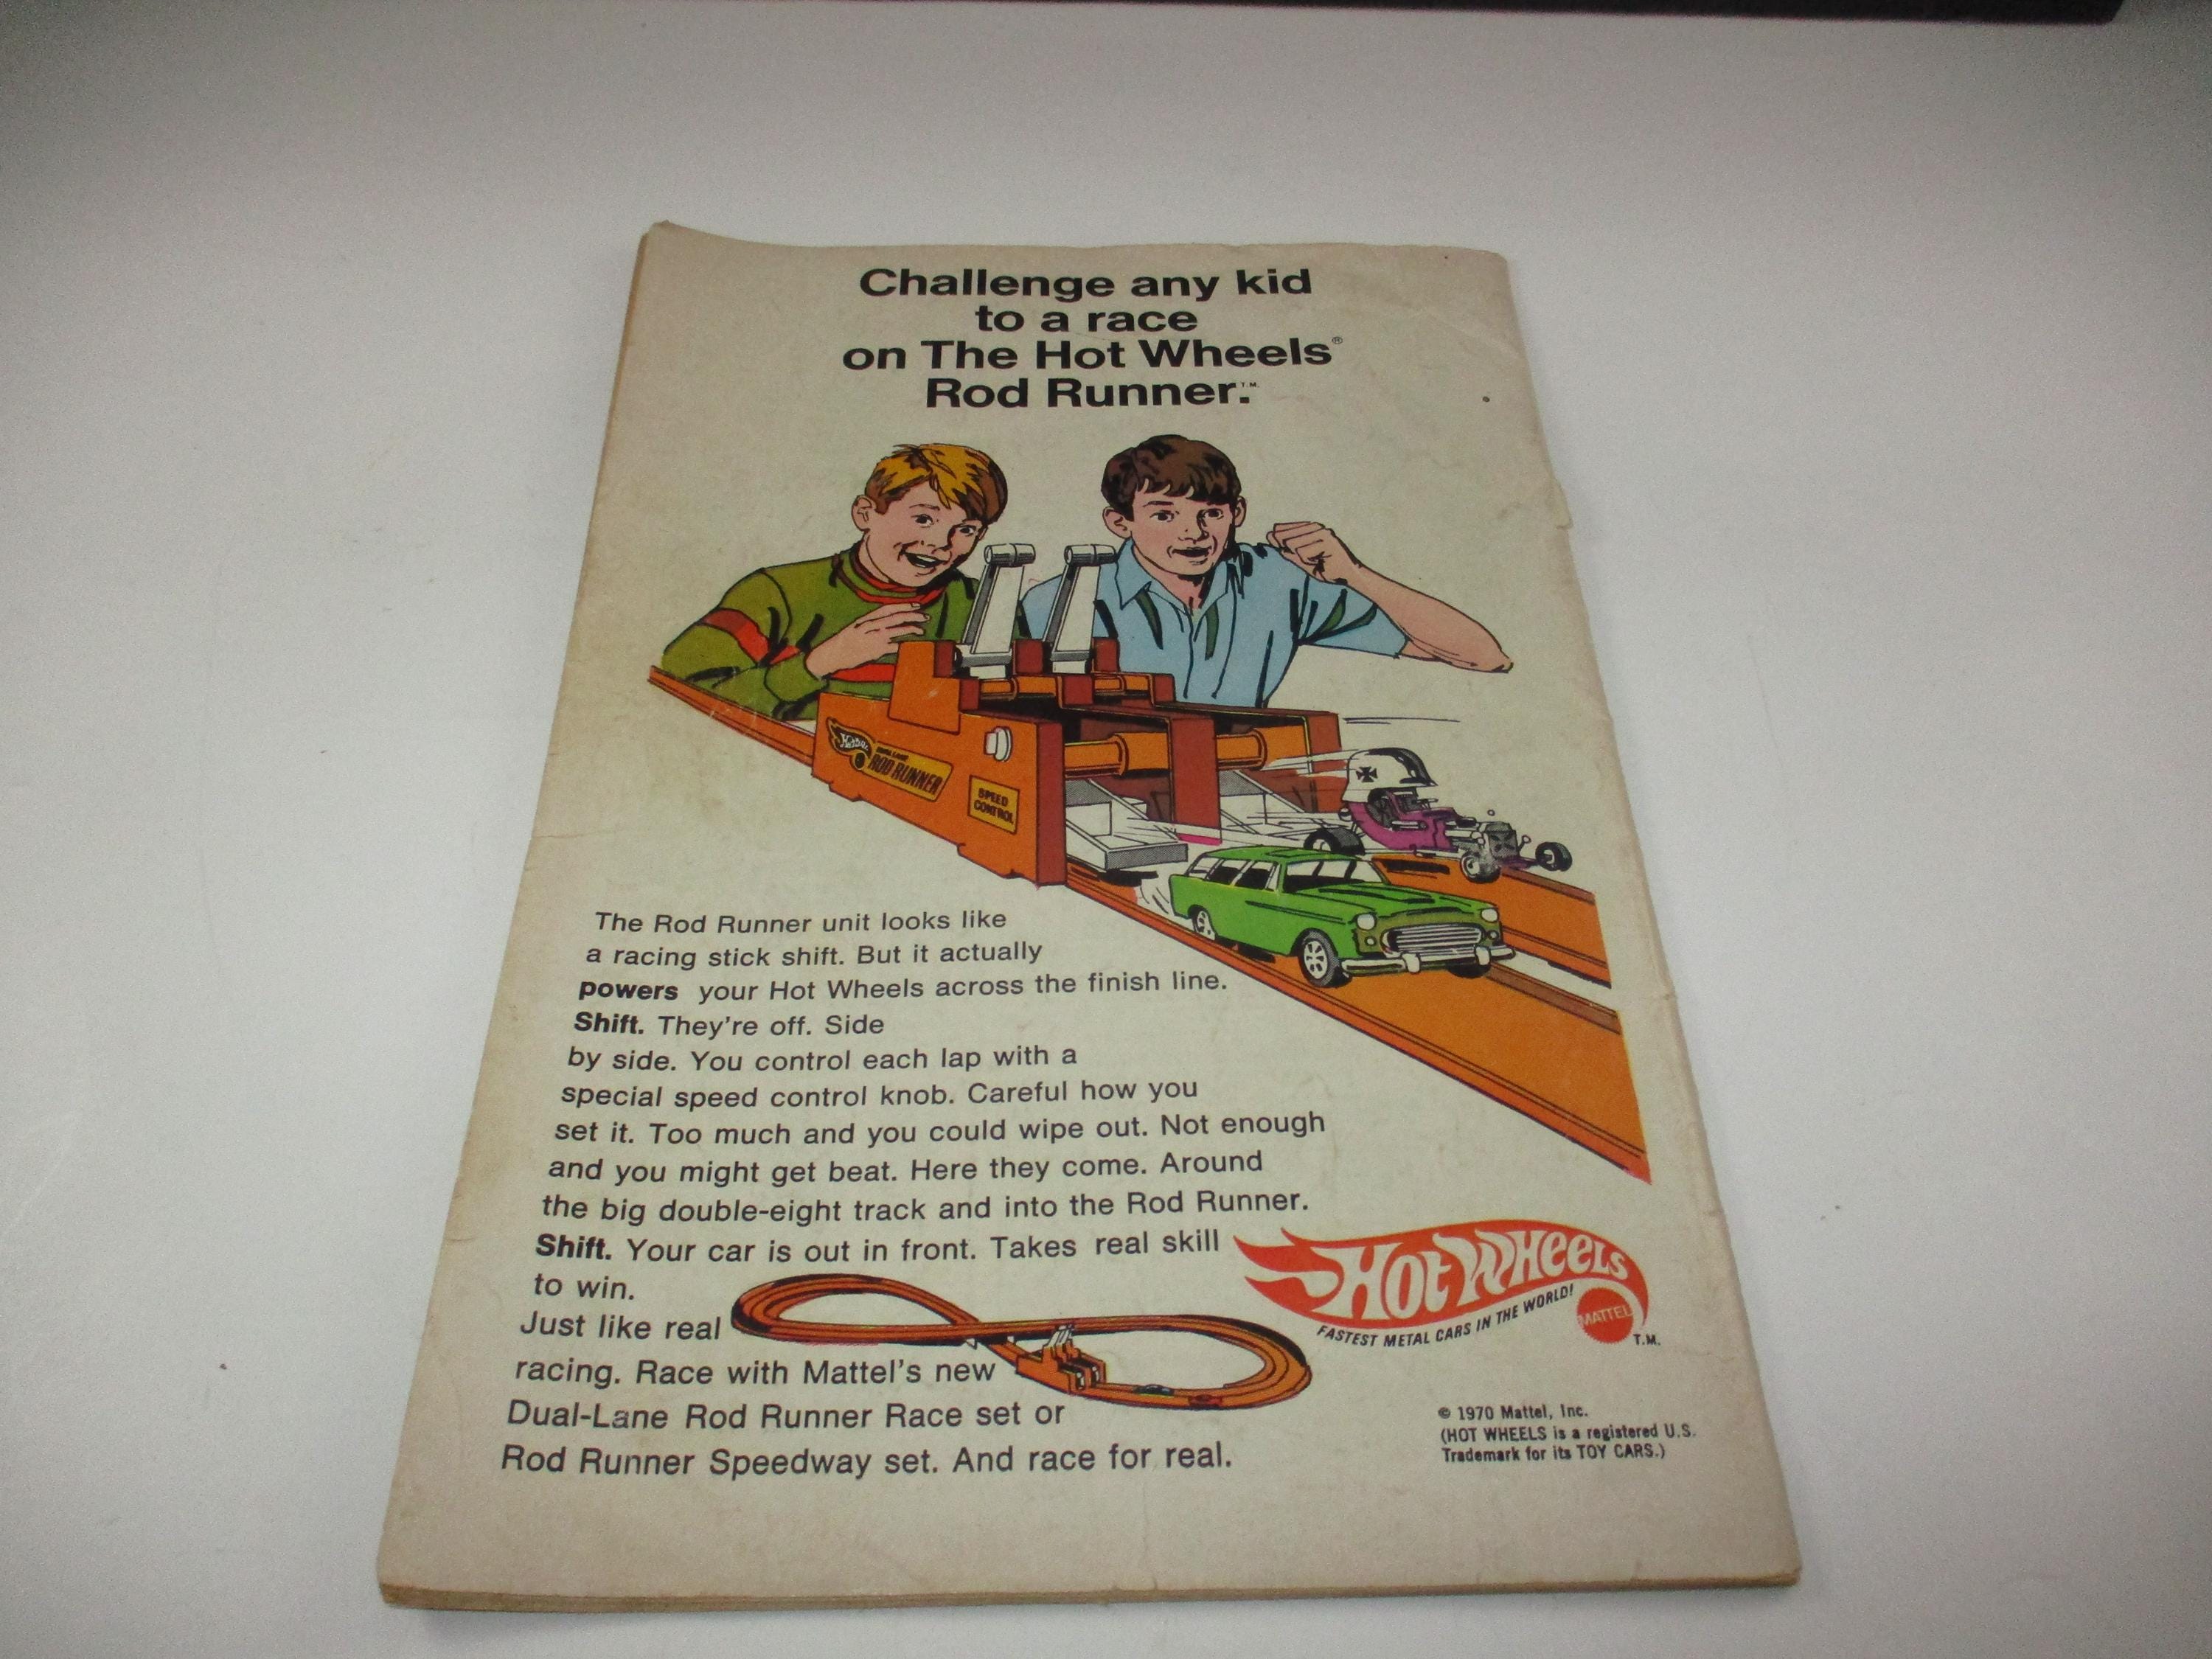 Challenge any kid
to a race
on The Hot Wheels®
Rod Runner.™
Hot Wheels
DUAL LANE
ROD RUNNER
SPEED
CONTROL
The Rod Runner unit looks like
a racing stick shift. But it actually
powers your Hot Wheels across the finish line.
Shift. They're off. Side
by side. You control each lap with a
special speed control knob. Careful how you
set it. Too much and you could wipe out. Not enough
and you might get beat. Here they come. Around
the big double-eight track and into the Rod Runner.
Shift. Your car is out in front. Takes real skill
to win.
Just like real
racing. Race with Mattel's new
Dual-Lane Rod Runner Race set or
Rod Runner Speedway set. And race for real.
HOT WHEELS
FASTEST METAL CARS IN THE WORLD!
MATTEL
T.M.
© 1970 Mattel, Inc.
(HOT WHEELS is a registered U.S.
Trademark for its TOY CARS.)